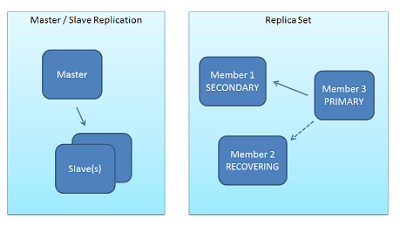 Master / Slave Replication
Master
Slave(s)
Replica Set
Member 1
SECONDARY
Member 3
PRIMARY
Member 2
RECOVERING